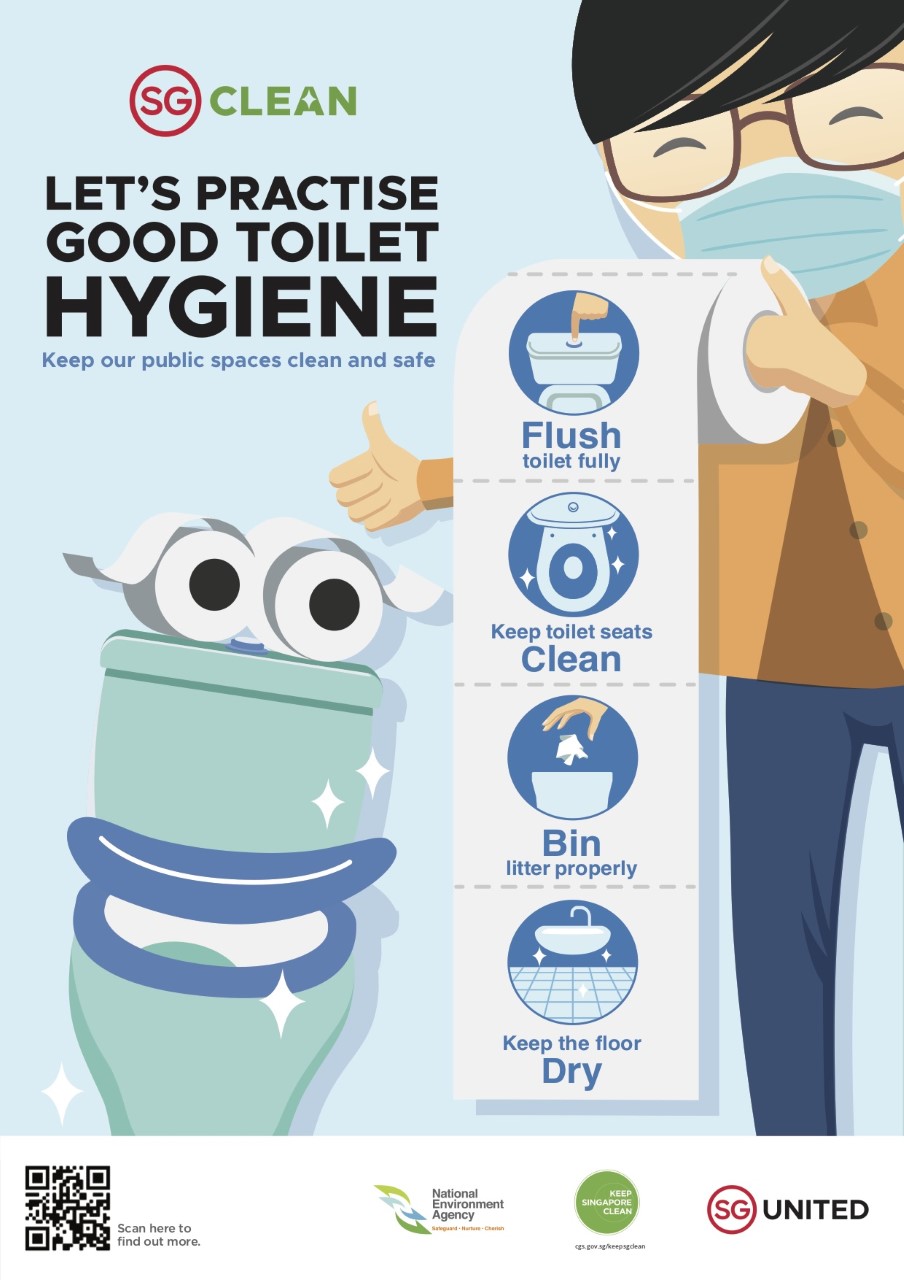 SG CLEAN
LET'S PRACTISE
GOOD TOILET
HYGIENE
Keep our public spaces clean and safe
Flush
toilet fully
Keep toilet seats
Clean
Bin
litter properly
Keep the floor
Dry
Scan here to
find out more.
National
Environment
Agency
Safeguard • Nurture • Cherish
KEEP
SINGAPORE
CLEAN
cgs.gov.sg/keepsgclean
SG UNITED